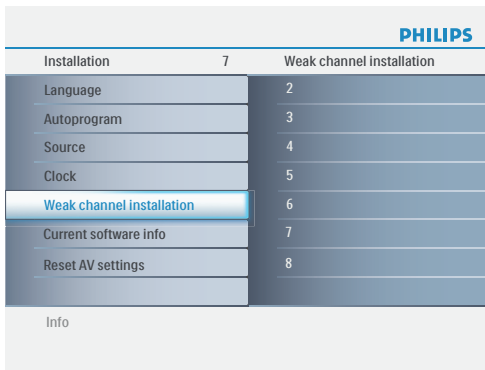 PHILIPS
Installation 7 Weak channel installation
Language 2
Autoprogram 3
Source 4
Clock 5
Weak channel installation 6
Current software info 7
Reset AV settings 8
Info